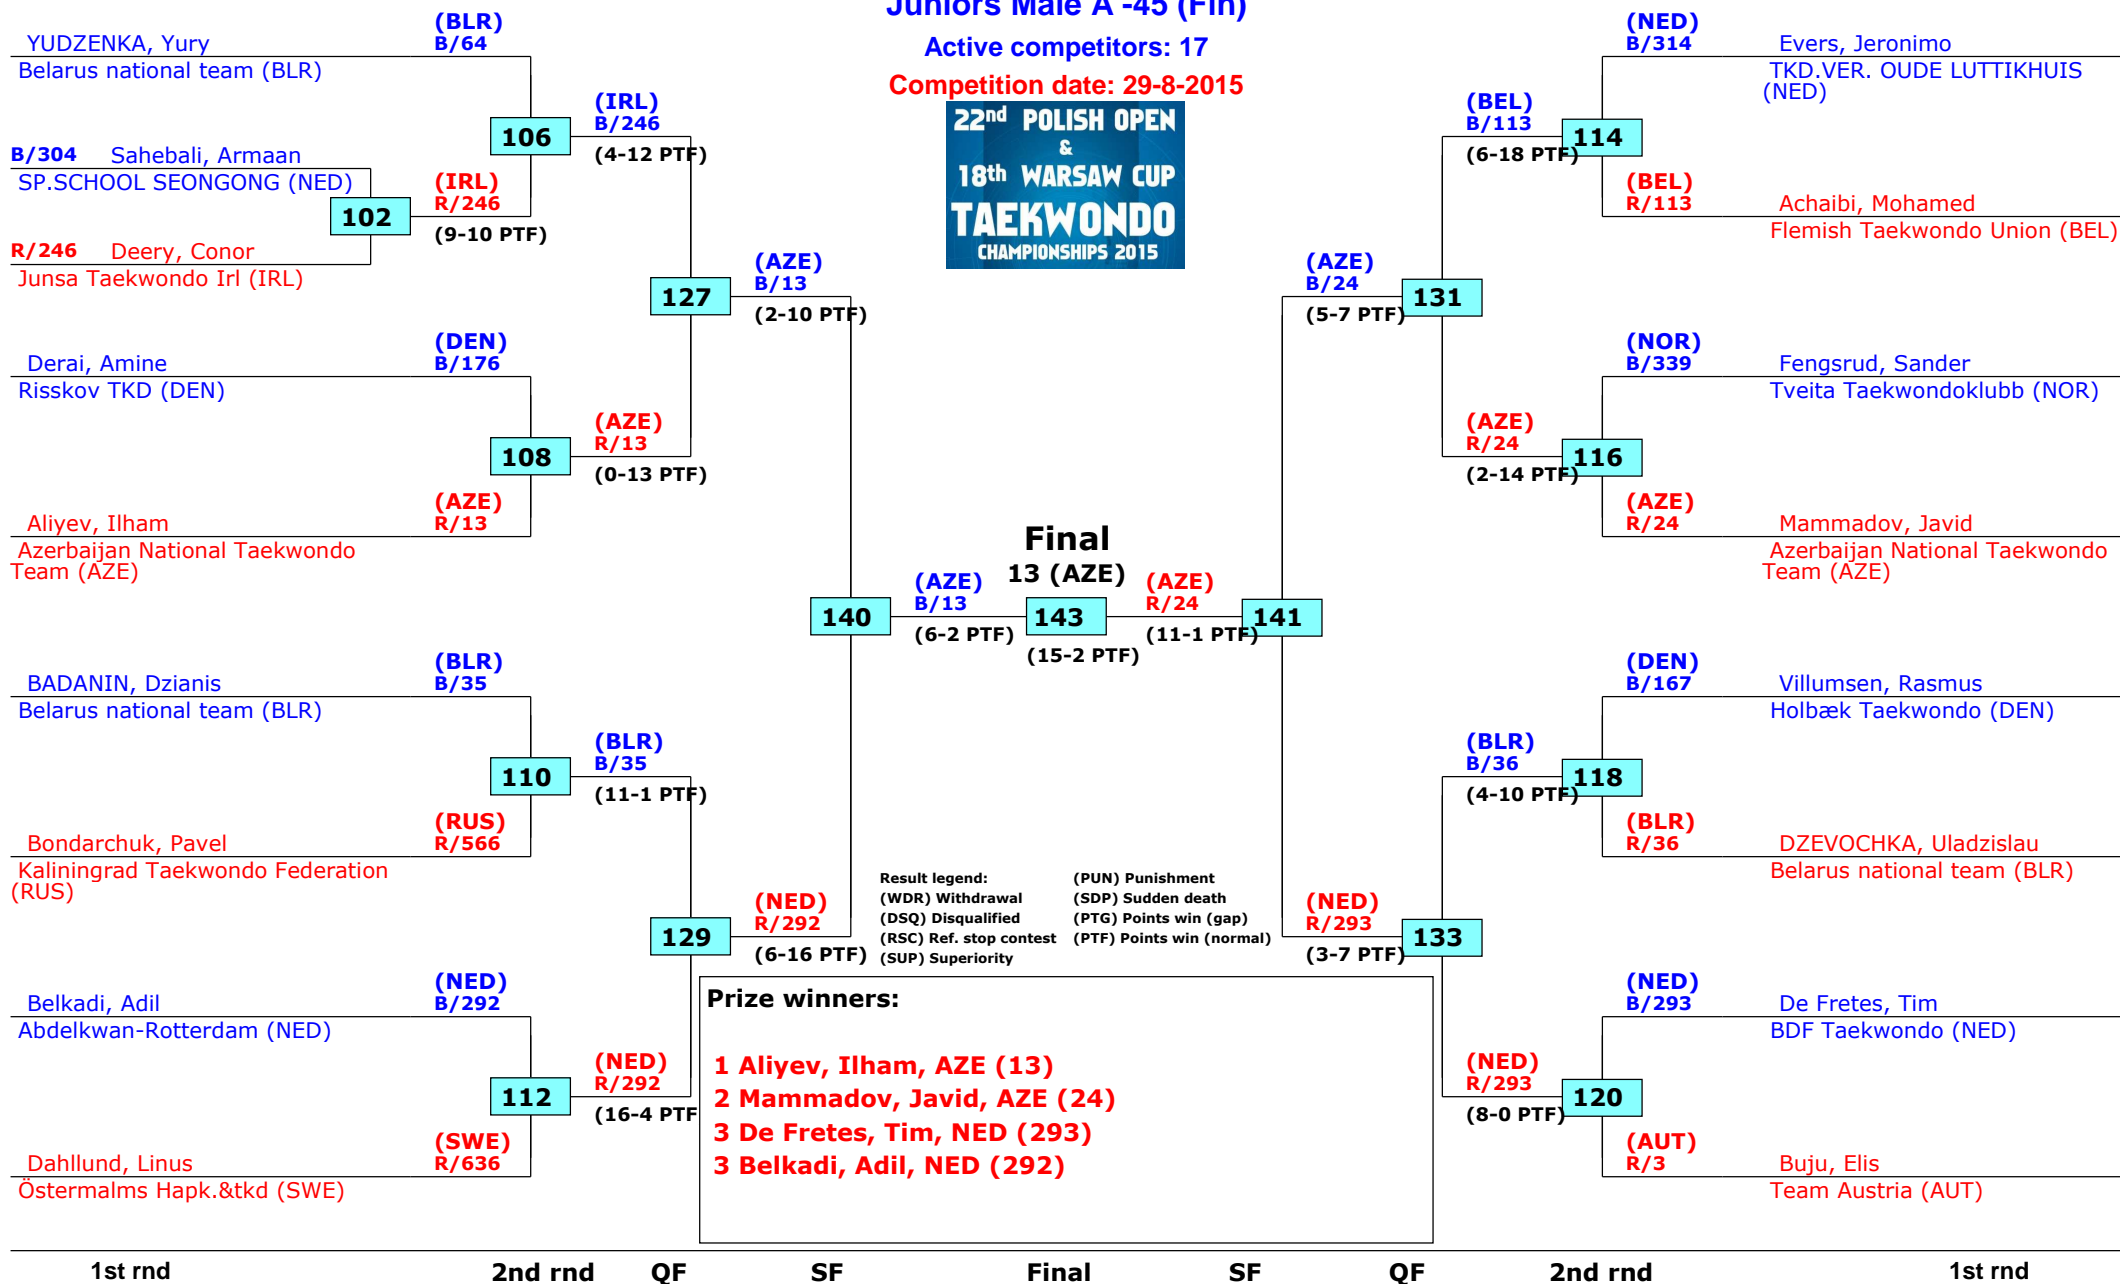 Juniors Male A -45 (Fin)
Active competitors: 17
Competition date: 29-8-2015
22nd POLISH OPEN
&
18th WARSAW CUP
TAEKWONDO
CHAMPIONSHIPS 2015
(BLR)
B/64
YUDZENKA, Yury
Belarus national team (BLR)
106
(IRL)
B/246
(4-12 PTF)
B/304 Sahebali, Armaan
SP.SCHOOL SEONGONG (NED)
102
(IRL)
R/246
(9-10 PTF)
R/246 Deery, Conor
Junsa Taekwondo Irl (IRL)
127
(AZE)
B/13
(2-10 PTF)
(DEN)
B/176
Derai, Amine
Risskov TKD (DEN)
108
(AZE)
R/13
(0-13 PTF)
(AZE)
R/13
Aliyev, Ilham
Azerbaijan National Taekwondo
Team (AZE)
140
(AZE)
B/13
(6-2 PTF)
(BLR)
B/35
BADANIN, Dzianis
Belarus national team (BLR)
110
(BLR)
B/35
(11-1 PTF)
(RUS)
R/566
Bondarchuk, Pavel
Kaliningrad Taekwondo Federation
(RUS)
129
(NED)
R/292
(6-16 PTF)
(NED)
B/292
Belkadi, Adil
Abdelkwan-Rotterdam (NED)
112
(NED)
R/292
(16-4 PTF
(SWE)
R/636
Dahllund, Linus
Östermalms Hapk.&tkd (SWE)
Final
13 (AZE)
143
(15-2 PTF)
(AZE)
R/24
(11-1 PTF)
141
(NED)
B/314
Evers, Jeronimo
TKD.VER. OUDE LUTTIKHUIS
(NED)
(BEL)
B/113
(6-18 PTF)
114
(BEL)
R/113
Achaibi, Mohamed
Flemish Taekwondo Union (BEL)
(AZE)
B/24
(5-7 PTF)
131
(NOR)
B/339
Fengsrud, Sander
Tveita Taekwondoklubb (NOR)
(AZE)
R/24
(2-14 PTF)
116
(AZE)
R/24
Mammadov, Javid
Azerbaijan National Taekwondo
Team (AZE)
(DEN)
B/167
Villumsen, Rasmus
Holbæk Taekwondo (DEN)
(BLR)
B/36
(4-10 PTF)
118
(BLR)
R/36
DZEVOCHKA, Uladzislau
Belarus national team (BLR)
(NED)
R/293
(3-7 PTF)
133
(NED)
B/293
De Fretes, Tim
BDF Taekwondo (NED)
(NED)
R/293
(8-0 PTF)
120
(AUT)
R/3
Buju, Elis
Team Austria (AUT)
Result legend: (PUN) Punishment
(WDR) Withdrawal (SDP) Sudden death
(DSQ) Disqualified (PTG) Points win (gap)
(RSC) Ref. stop contest (PTF) Points win (normal)
(SUP) Superiority
Prize winners:
1 Aliyev, Ilham, AZE (13)
2 Mammadov, Javid, AZE (24)
3 De Fretes, Tim, NED (293)
3 Belkadi, Adil, NED (292)
1st rnd 2nd rnd QF SF Final SF QF 2nd rnd 1st rnd